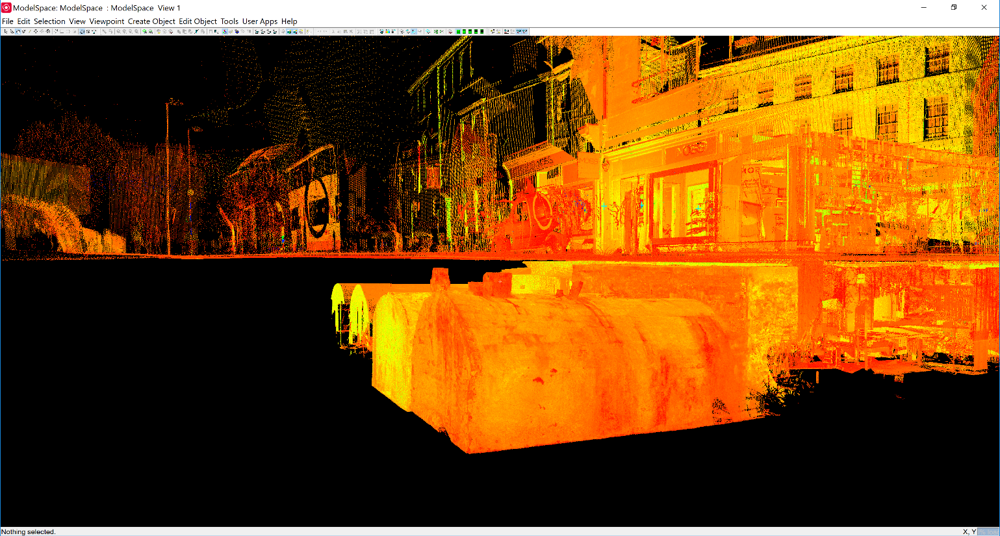 ModelSpace: ModelSpace : ModelSpace View 1
File Edit Selection View Viewpoint Create Object Edit Object Tools User Apps Help
Nothing selected.
X, Y